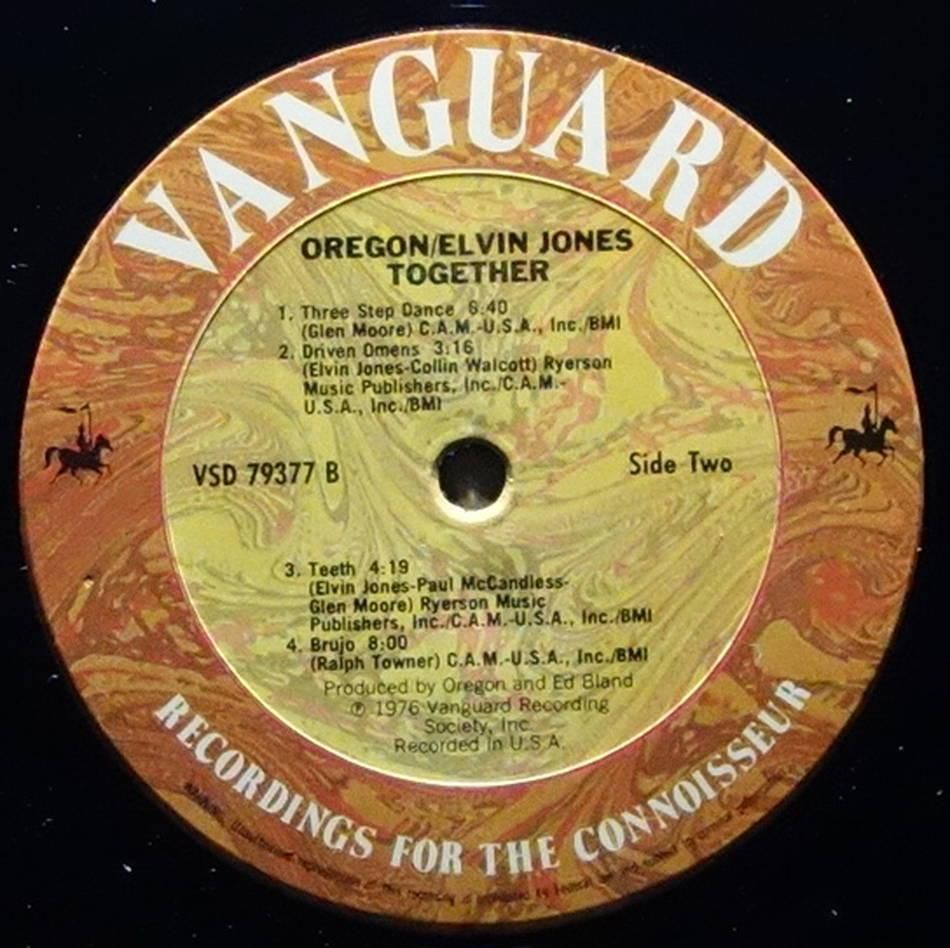 VANGUARD
OREGON/ELVIN JONES
TOGETHER
1. Three Step Dance 6:40
(Glen Moore) C.A.M.-U.S.A., Inc./BMI
2. Driven Omens 3:16
(Elvin Jones-Collin Walcott) Ryerson
Music Publishers, Inc./C.A.M.-
U.S.A., Inc./BMI
VSD 79377 B
Side Two
3. Teeth 4:19
(Elvin Jones-Paul McCandless-
Glen Moore) Ryerson Music
Publishers, Inc./C.A.M.-U.S.A., Inc./BMI
4. Brujo 8:00
(Ralph Towner) C.A.M.-U.S.A., Inc./BMI
Produced by Oregon and Ed Bland
℗ 1976 Vanguard Recording
Society, Inc.
Recorded in U.S.A.
RECORDINGS FOR THE CONNOISSEUR